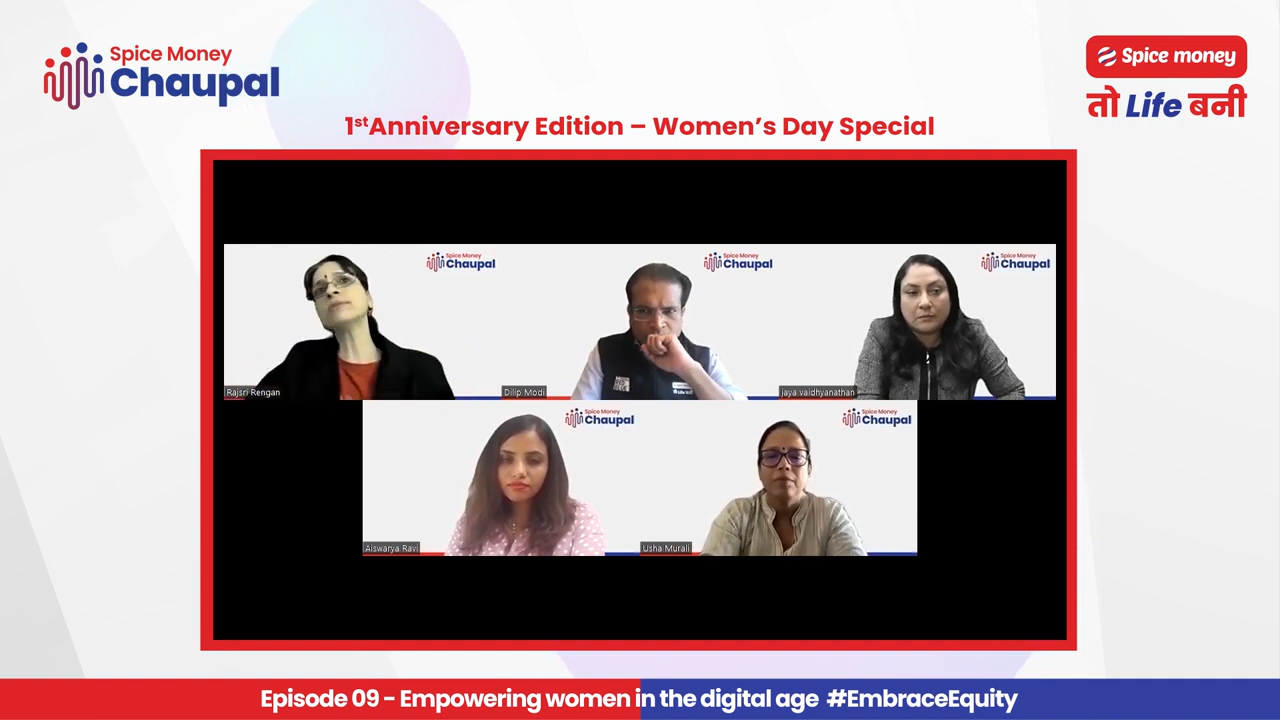 Spice Money
Chaupal
Spice money
तो Life बनी
1stAnniversary Edition – Women's Day Special
Spice Money
Chaupal
Spice Money
Chaupal
Spice Money
Chaupal
Rajsri Rengan
Dilip Modi
jaya vaidhyanathan
Spice Money
Chaupal
Spice Money
Chaupal
Aiswarya Ravi
Usha Murali
Episode 09 - Empowering women in the digital age #EmbraceEquity